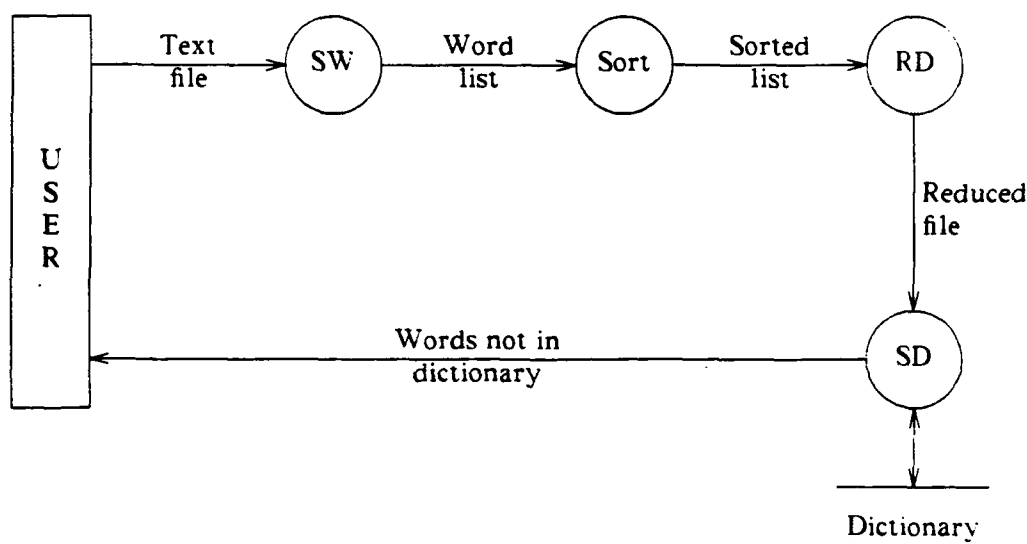 Text
file
SW
Word
list
Sort
Sorted
list
RD
U
S
E
R
Reduced
file
Words not in
dictionary
SD
Dictionary